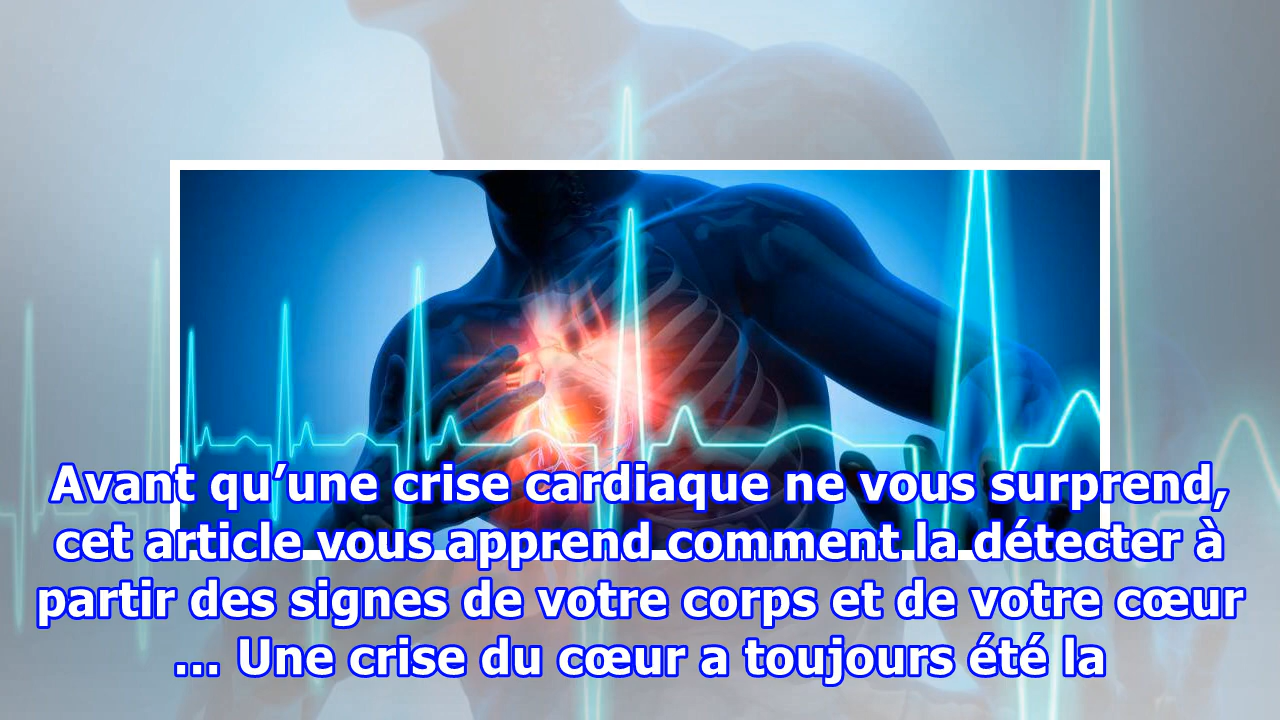 Avant qu’une crise cardiaque ne vous surprend,
cet article vous apprend comment la détecter à
partir des signes de votre corps et de votre cœur
... Une crise du cœur a toujours été la